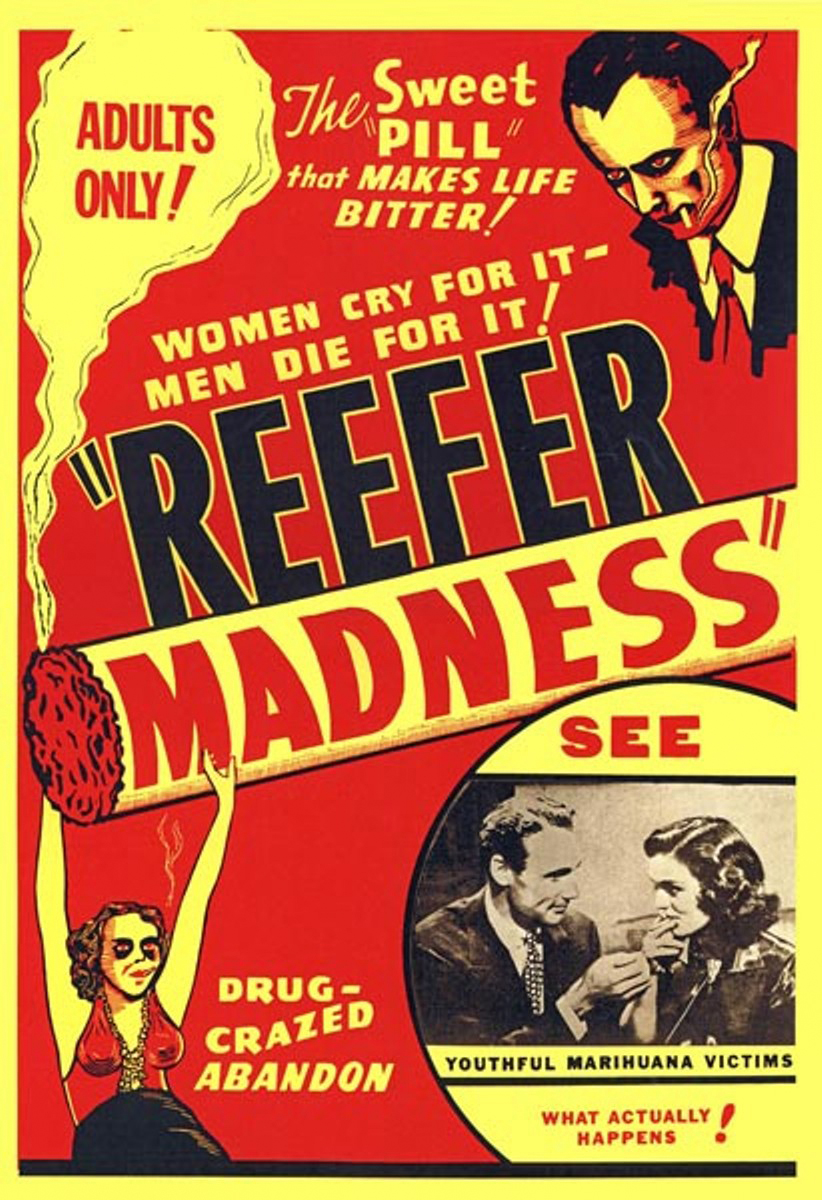 ADULTS
ONLY!
The Sweet
"PILL"
that MAKES LIFE
BITTER!
WOMEN CRY FOR IT-
MEN DIE FOR IT!
"REEFER
MADNESS"
SEE
DRUG-
CRAZED
ABANDON
YOUTHFUL MARIHUANA VICTIMS
WHAT ACTUALLY
HAPPENS!